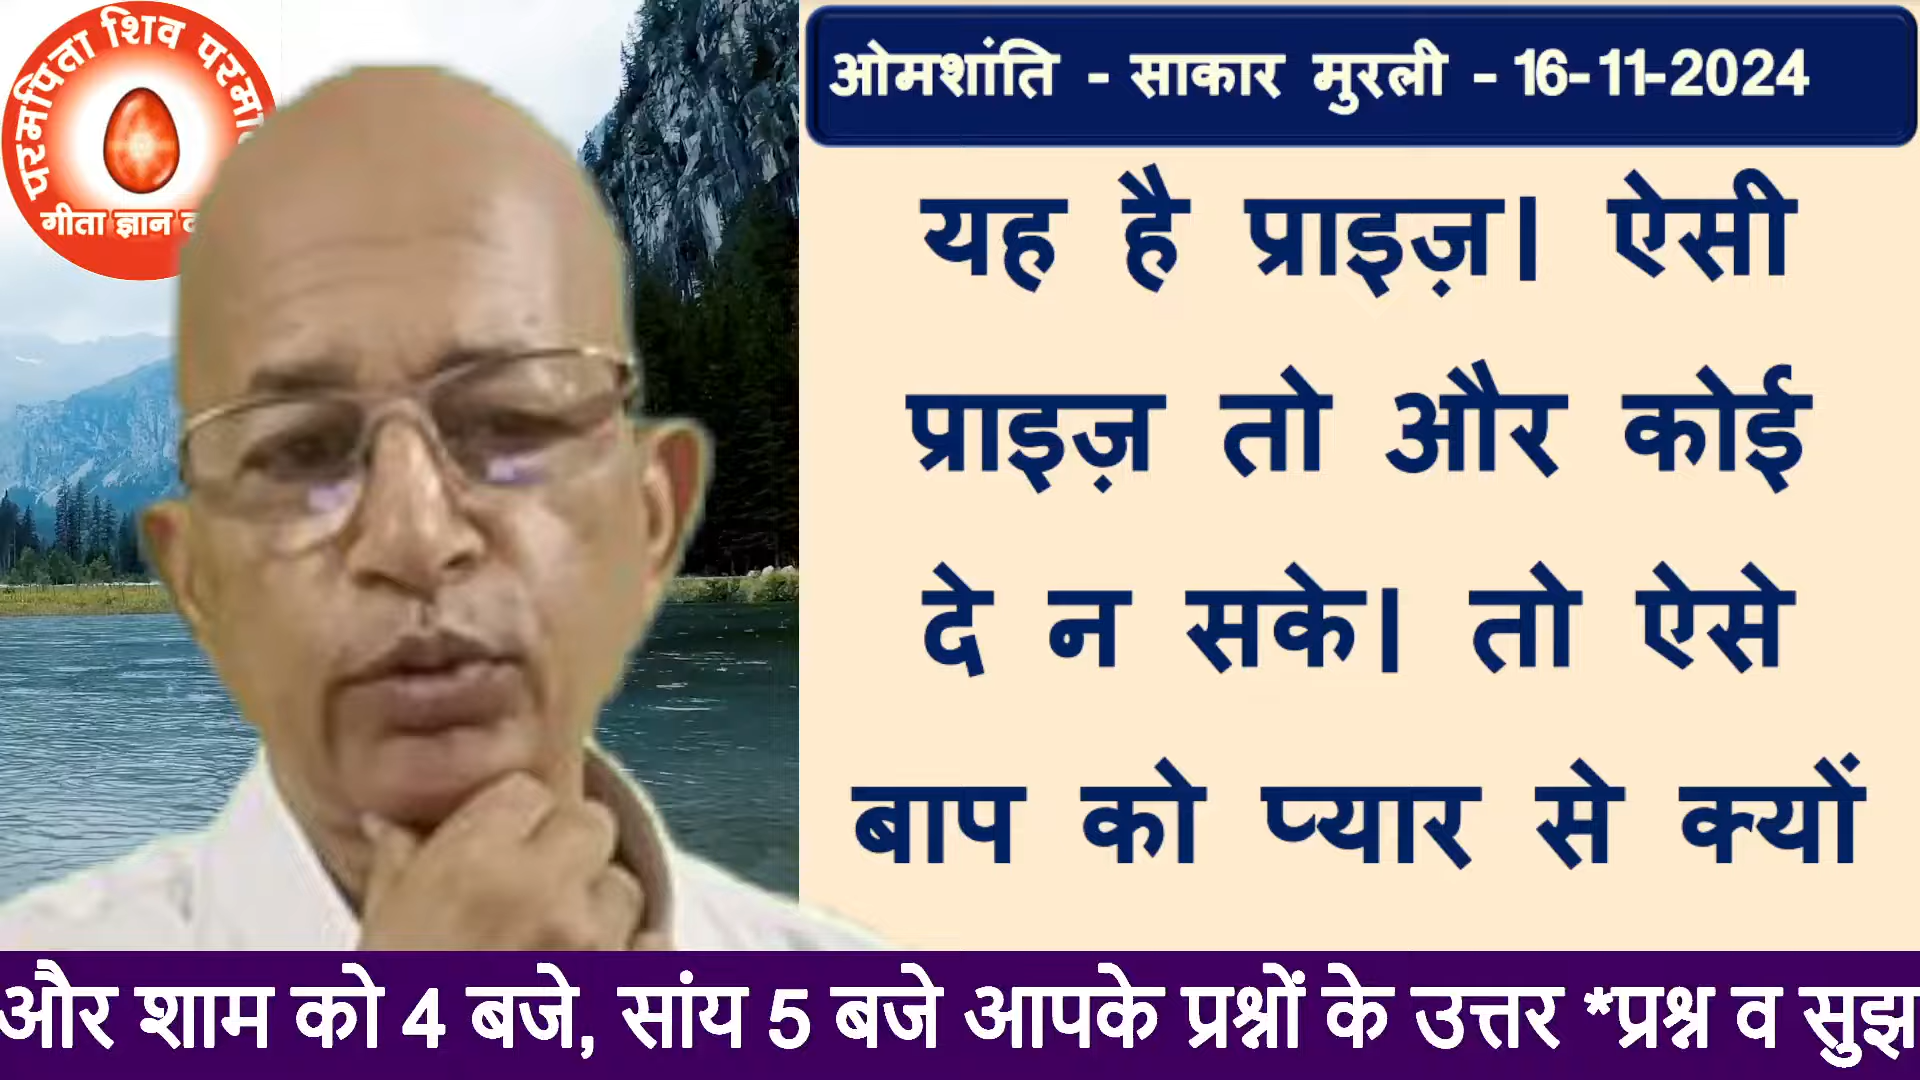 परमपिता शिव
गीता ज्ञान
ओमशांति - साकार मुरली - 16-11-2024
यह है प्राइज़। ऐसी
प्राइज़ तो और कोई
दे न सके। तो ऐसे
बाप को प्यार से क्यों
और शाम को 4 बजे, सांय 5 बजे आपके प्रश्नों के उत्तर *प्रश्न व सुझ